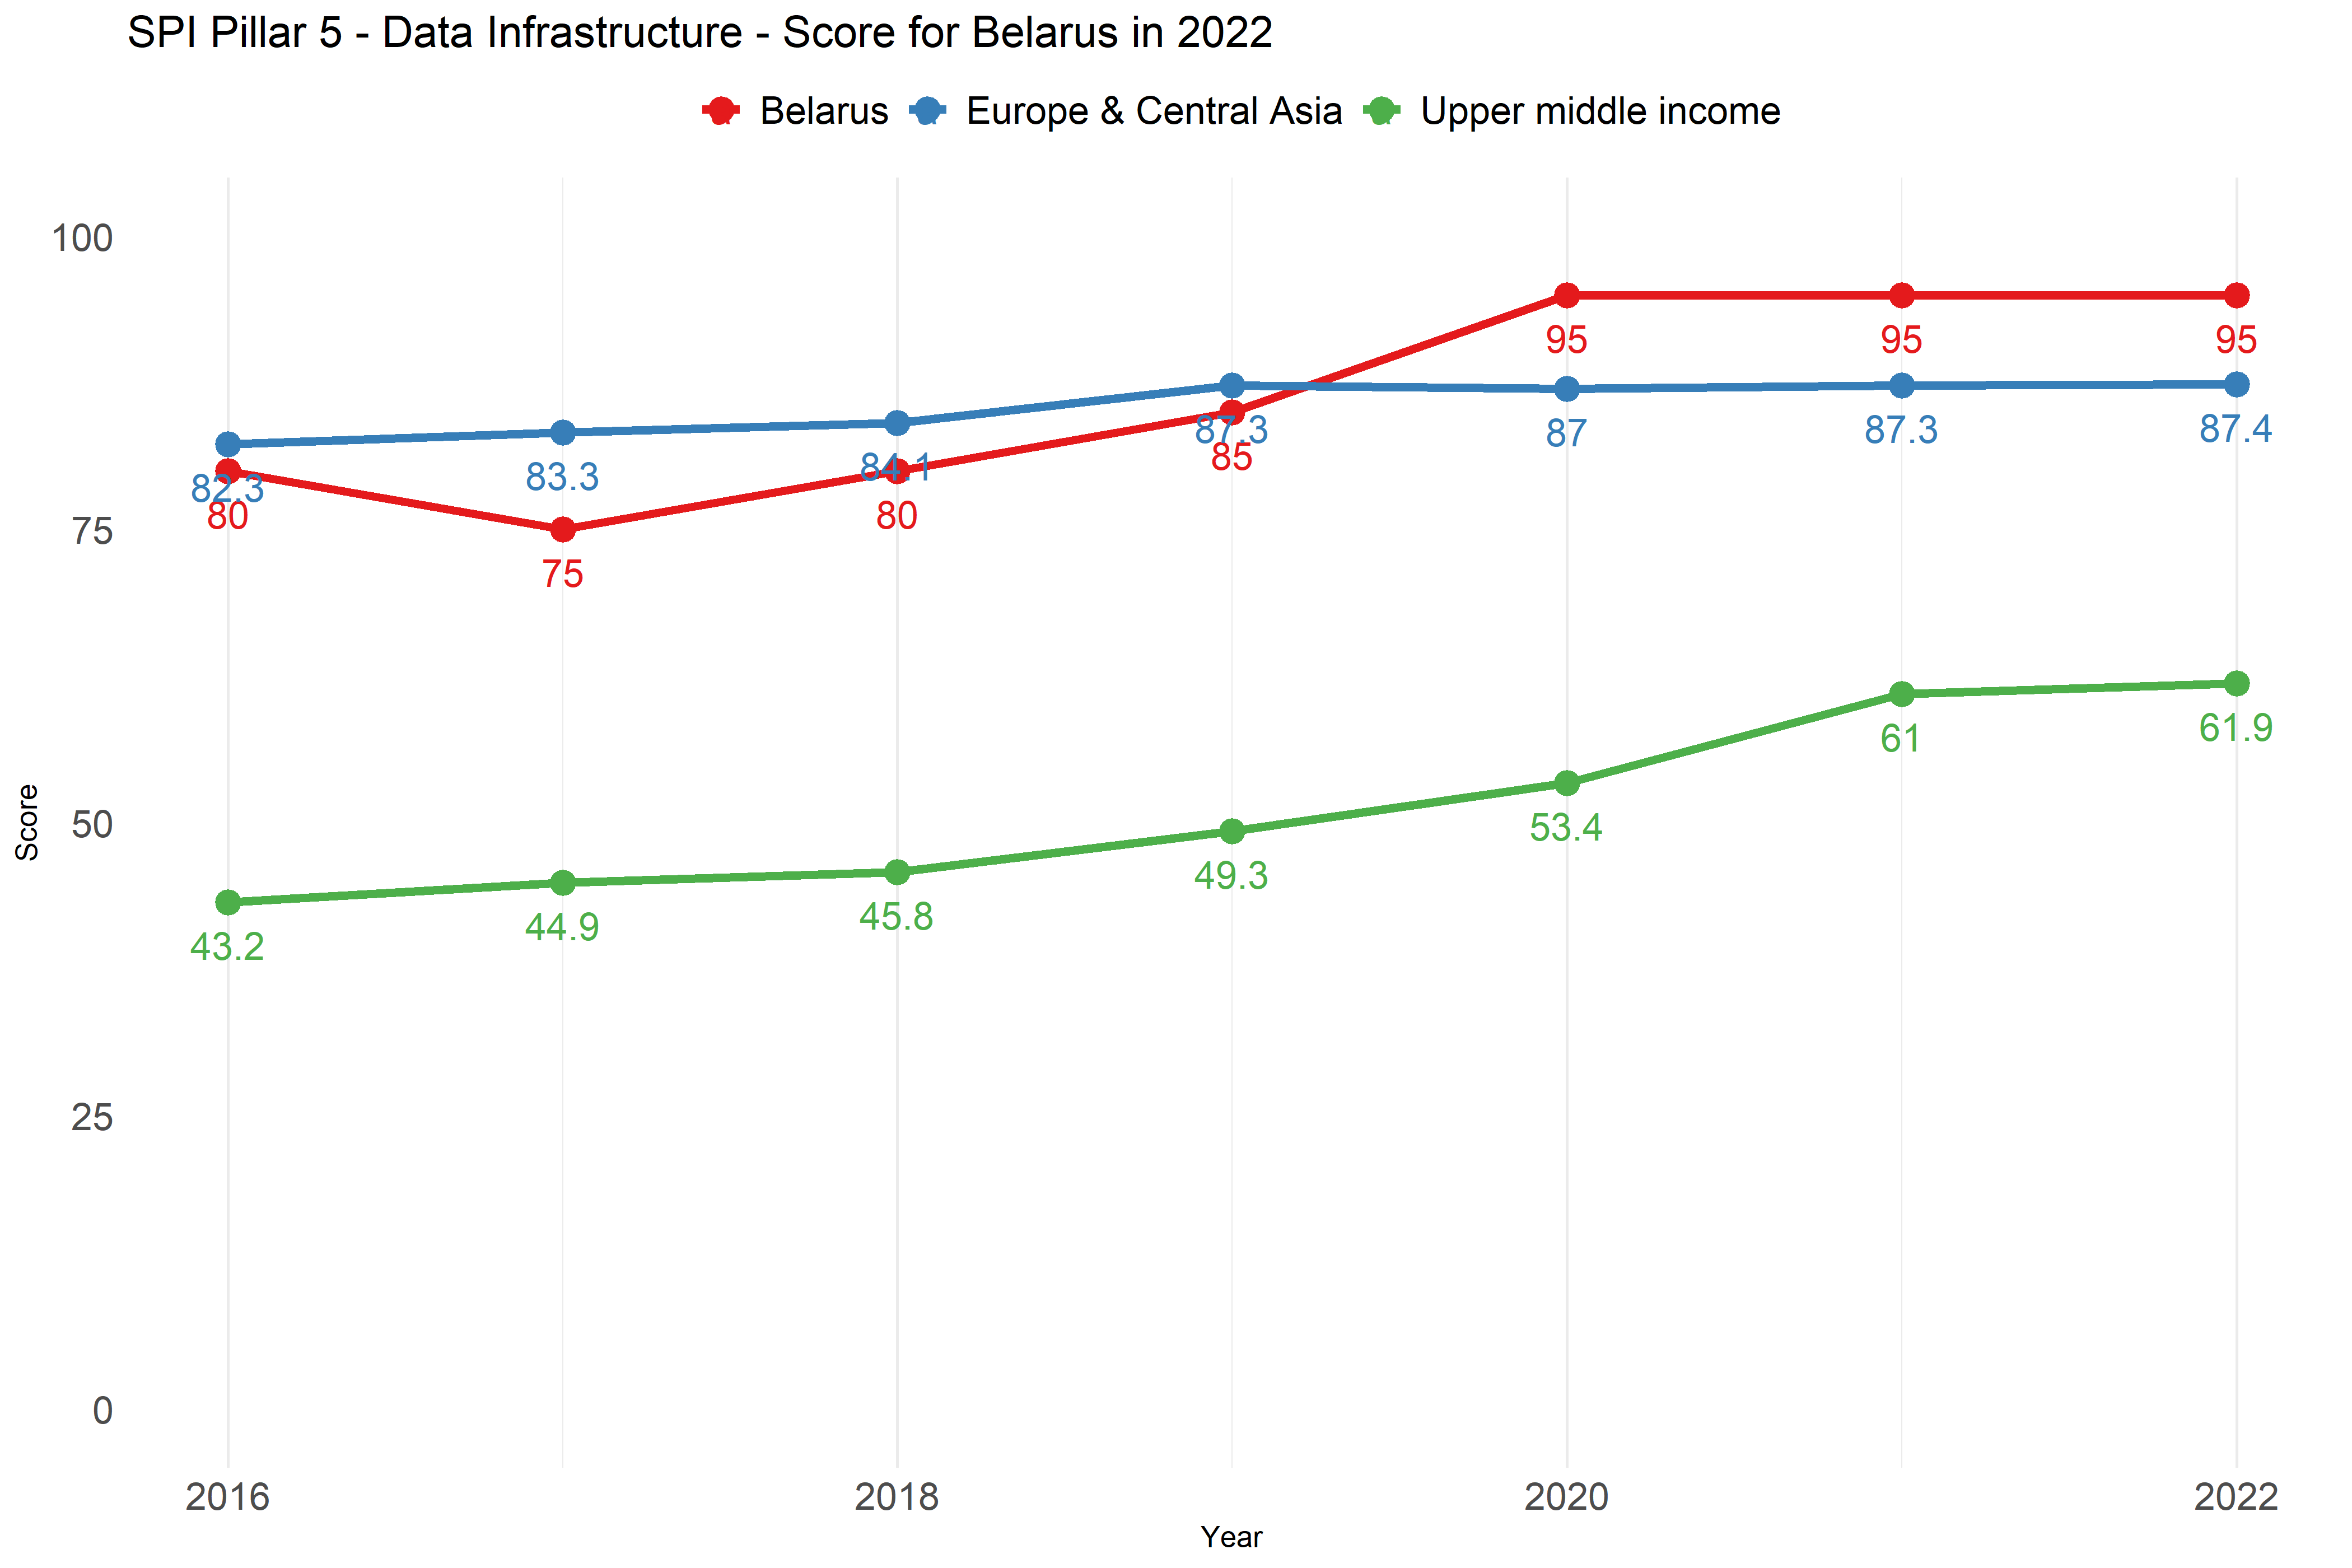 SPI Pillar 5 - Data Infrastructure - Score for Belarus in 2022
Belarus Europe & Central Asia Upper middle income
100
95 95 95
87.3 87 87.3 87.4
85
82.3 83.3 84.1
80 80
75
75
61 61.9
53.4
50
49.3
43.2 44.9 45.8
25
0
Score
2016 2018 2020 2022
Year